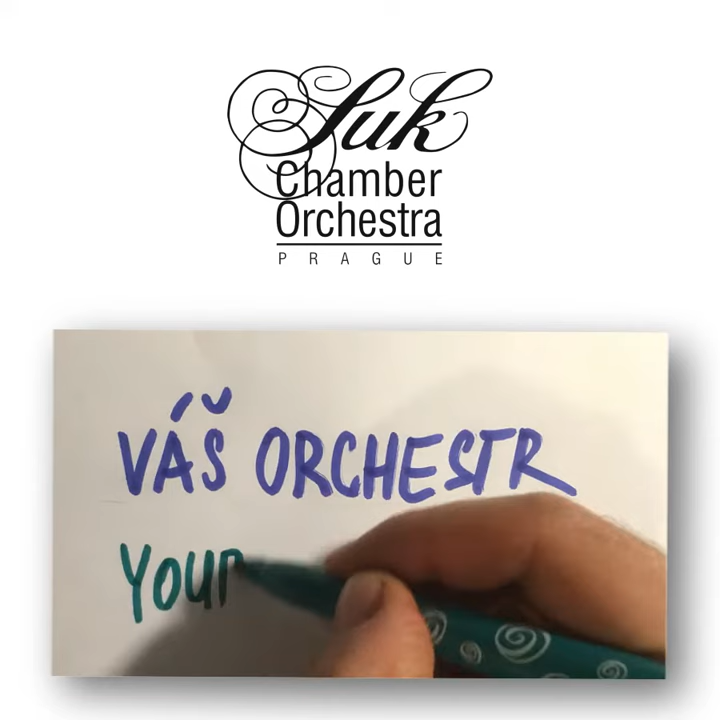 Suk
Chamber
Orchestra
PRAGUE
VÁŠ ORCHESTR
YOUR